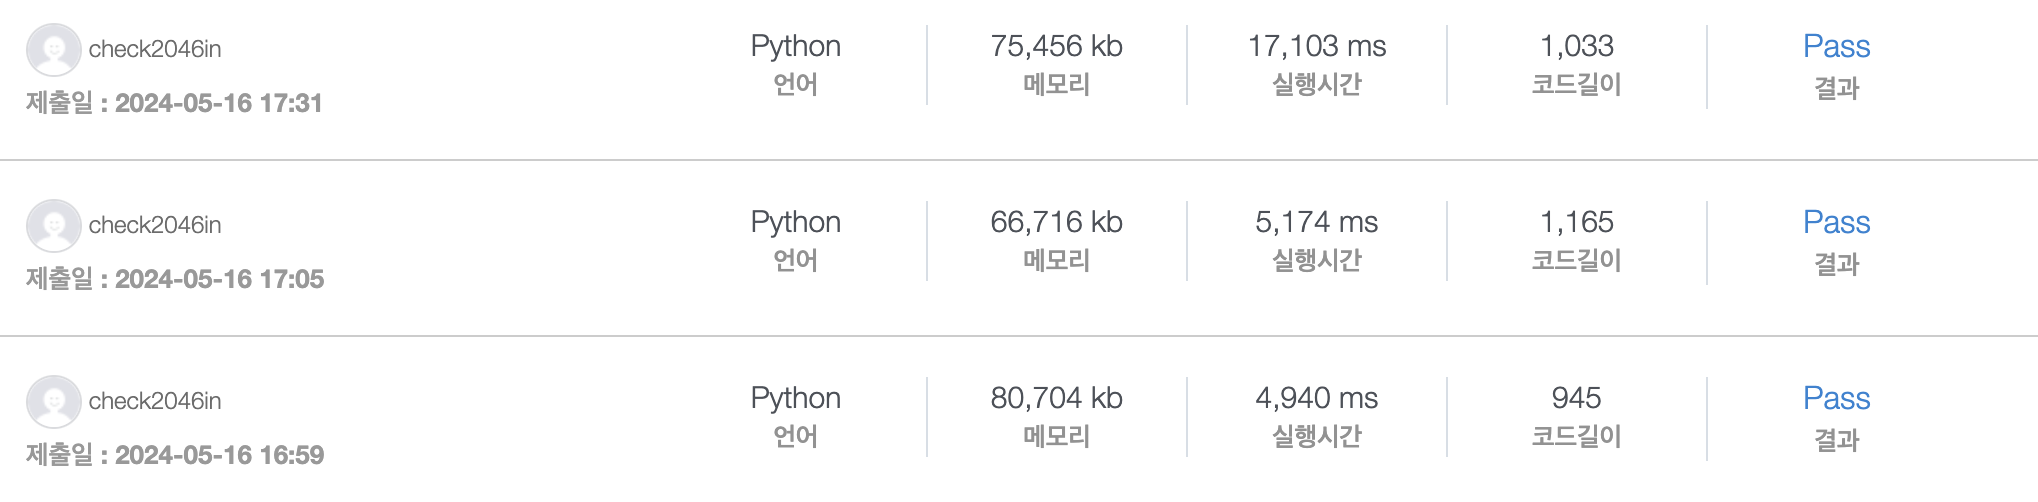 check2046in
제출일 : 2024-05-16 17:31
Python
언어
75,456 kb
메모리
17,103 ms
실행시간
1,033
코드길이
Pass
결과
check2046in
제출일 : 2024-05-16 17:05
Python
언어
66,716 kb
메모리
5,174 ms
실행시간
1,165
코드길이
Pass
결과
check2046in
제출일 : 2024-05-16 16:59
Python
언어
80,704 kb
메모리
4,940 ms
실행시간
945
코드길이
Pass
결과